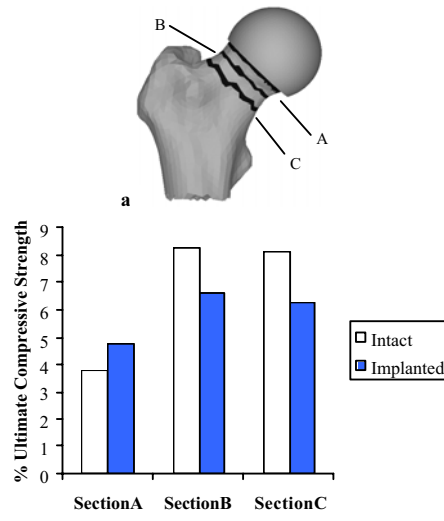 B
A
C
a
% Ultimate Compressive Strength
9
8
7
6
5
4
3
2
1
0
SectionA SectionB SectionC
Intact
Implanted